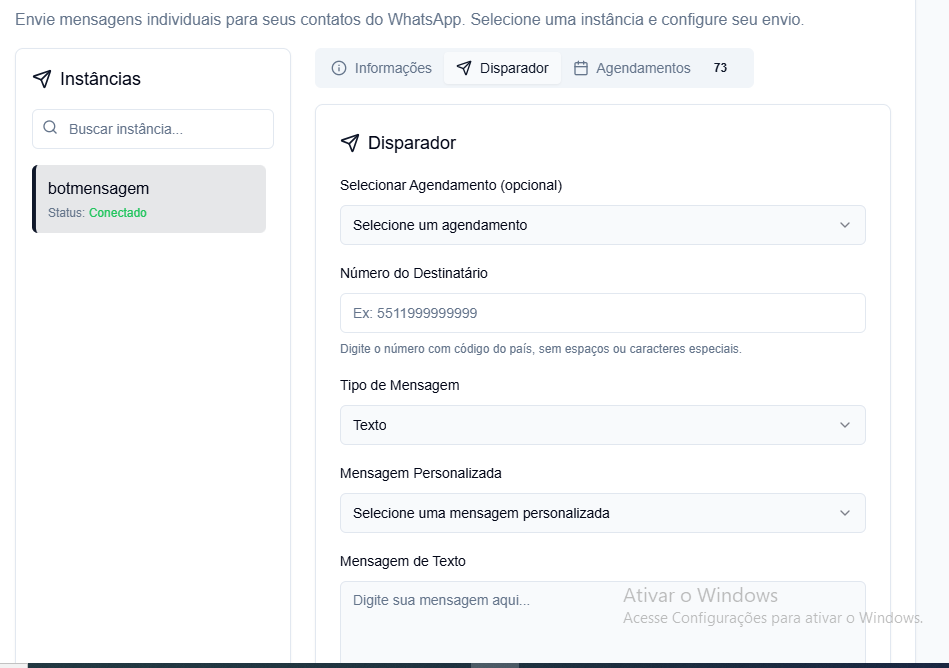 Envie mensagens individuais para seus contatos do WhatsApp. Selecione uma instância e configure seu envio.
Instâncias
Buscar instância...
botmensagem
Status: Conectado
Informações
Disparador
Agendamentos
73
Disparador
Selecionar Agendamento (opcional)
Selecione um agendamento
Número do Destinatário
Ex: 5511999999999
Digite o número com código do país, sem espaços ou caracteres especiais.
Tipo de Mensagem
Texto
Mensagem Personalizada
Selecione uma mensagem personalizada
Mensagem de Texto
Digite sua mensagem aqui...
Ativar o Windows
Acesse Configurações para ativar o Windows.